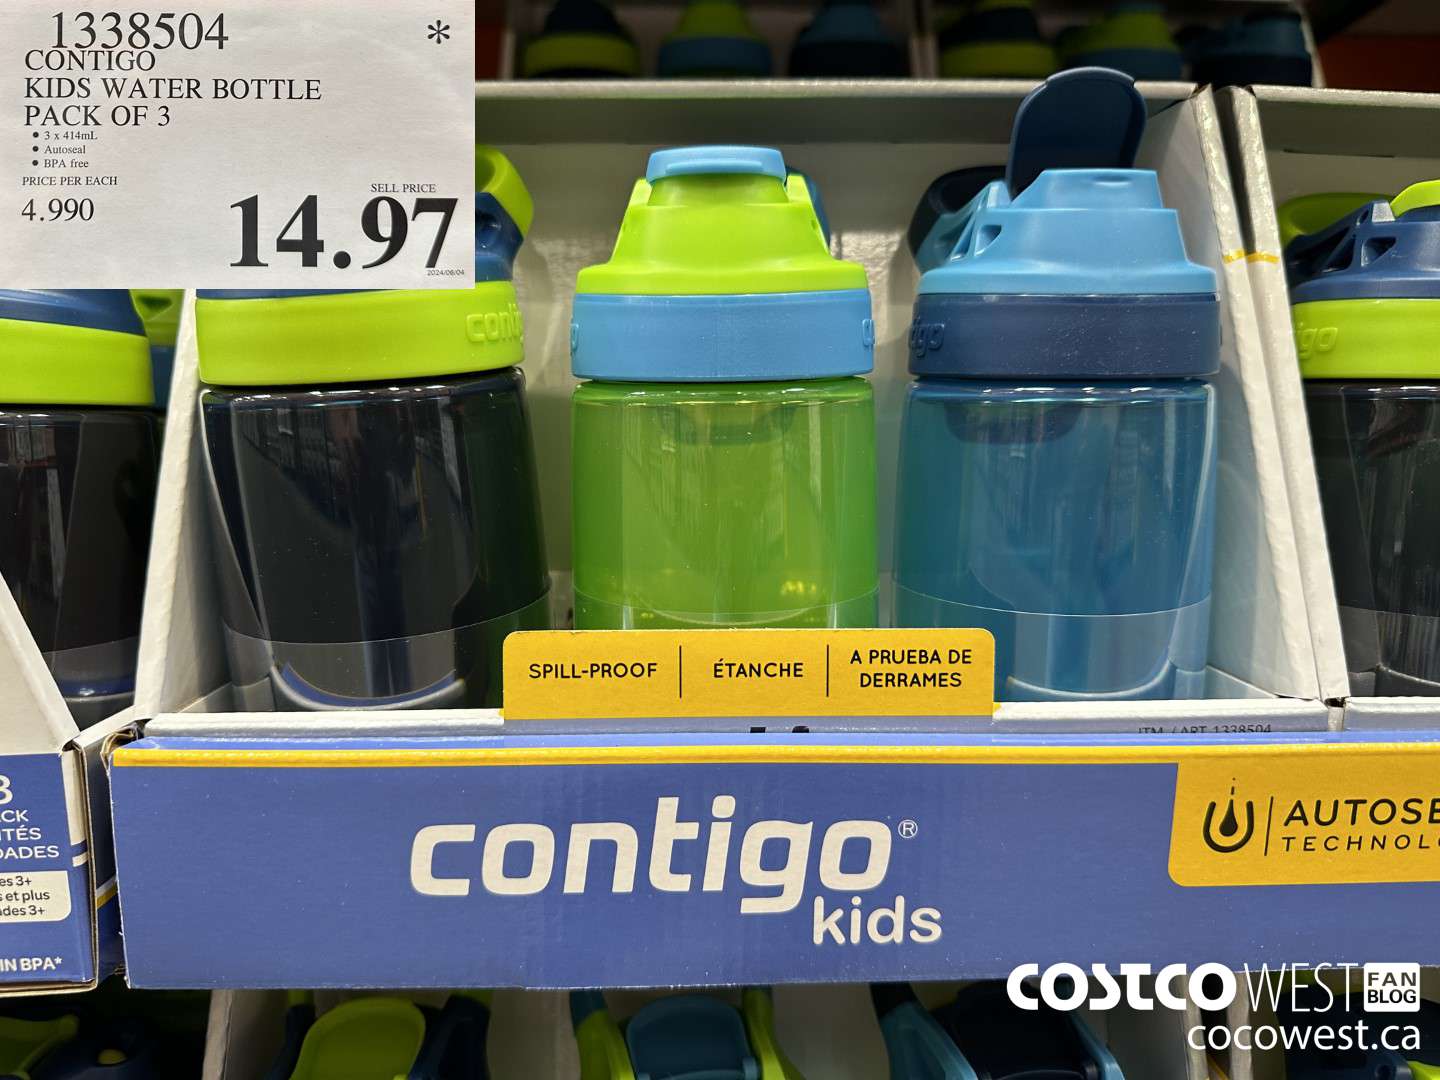 1338504 *
CONTIGO
KIDS WATER BOTTLE
PACK OF 3
• 3 x 414mL
• Autoseal
• BPA free
PRICE PER EACH
SELL PRICE
4.990
14.97
2024/06/04
contigo
SPILL-PROOF
ÉTANCHE
A PRUEBA DE
DERRAMES
ITM. / ART. 1338504
contigo®
kids
AUTOSE
TECHNOLO
3
CK
ITÉS
DADES
es 3+
s et plus
ades 3+
IN BPA*
COSTCO WEST FAN BLOG
cocowest.ca